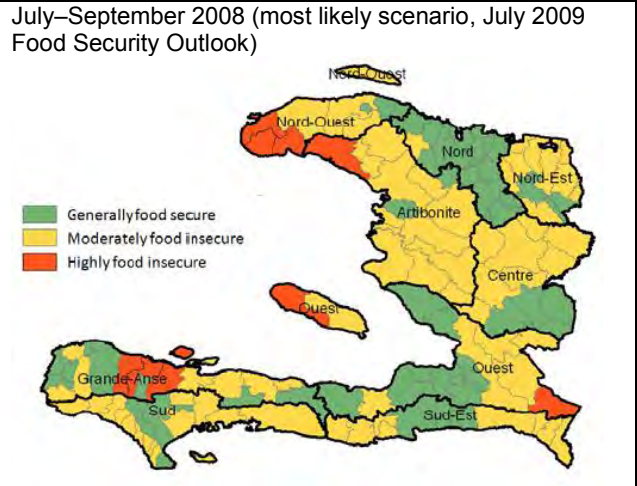 July–September 2008 (most likely scenario, July 2009
Food Security Outlook)
Nord-Ouest
Nord-Ouest
Nord
Nord-Est
Artibonite
Generally food secure
Moderately food insecure
Highly food insecure
Centre
Ouest
Ouest
Grande-Anse
Sud
Sud-Est